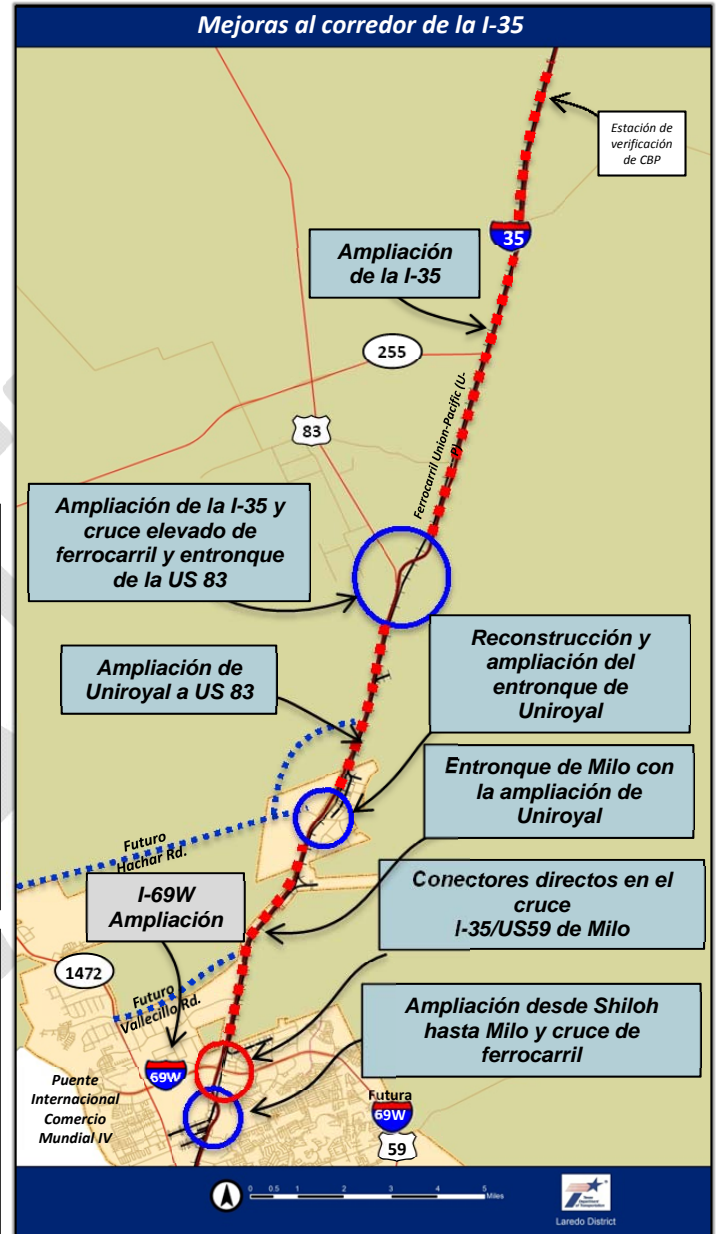 Mejoras al corredor de la I-35
Estación de
verificación
de CBP
35
Ampliación
de la I-35
255
Ferrocarril Union-Pacific (U-
P)
83
Ampliación de la I-35 y
cruce elevado de
ferrocarril y entronque
de la US 83
Reconstrucción y
ampliación del
entronque de
Uniroyal
Ampliación de
Uniroyal a US 83
Entronque de Milo con
la ampliación de
Uniroyal
Futuro
Hachar Rd.
I-69W
Ampliación
Conectores directos en el
cruce
I-35/US59 de Milo
1472
Futuro
Vallecillo Rd.
Ampliación desde Shiloh
hasta Milo y cruce de
ferrocarril
69W
Puente
Internacional
Comercio
Mundial IV
Futura
69W
59
0 0.5 1 2 3 4 5
Miles
Texas
Department
of Transportation
Laredo District